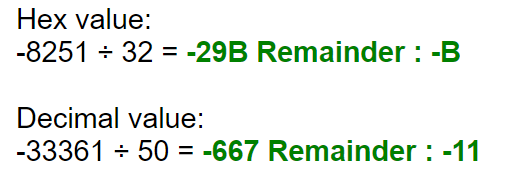 Hex value:
-8251 ÷ 32 = -29B Remainder : -B
Decimal value:
-33361 ÷ 50 = -667 Remainder : -11